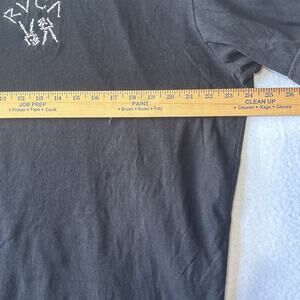 RVCA
11 12 13 14 15 16 17 18 19 20 21 22 23 24 25 26
JOB PREP PAINT CLEAN UP
• Primer • Tape • Caulk • Brush • Roller • Tray • Cleaner • Rags • Gloves